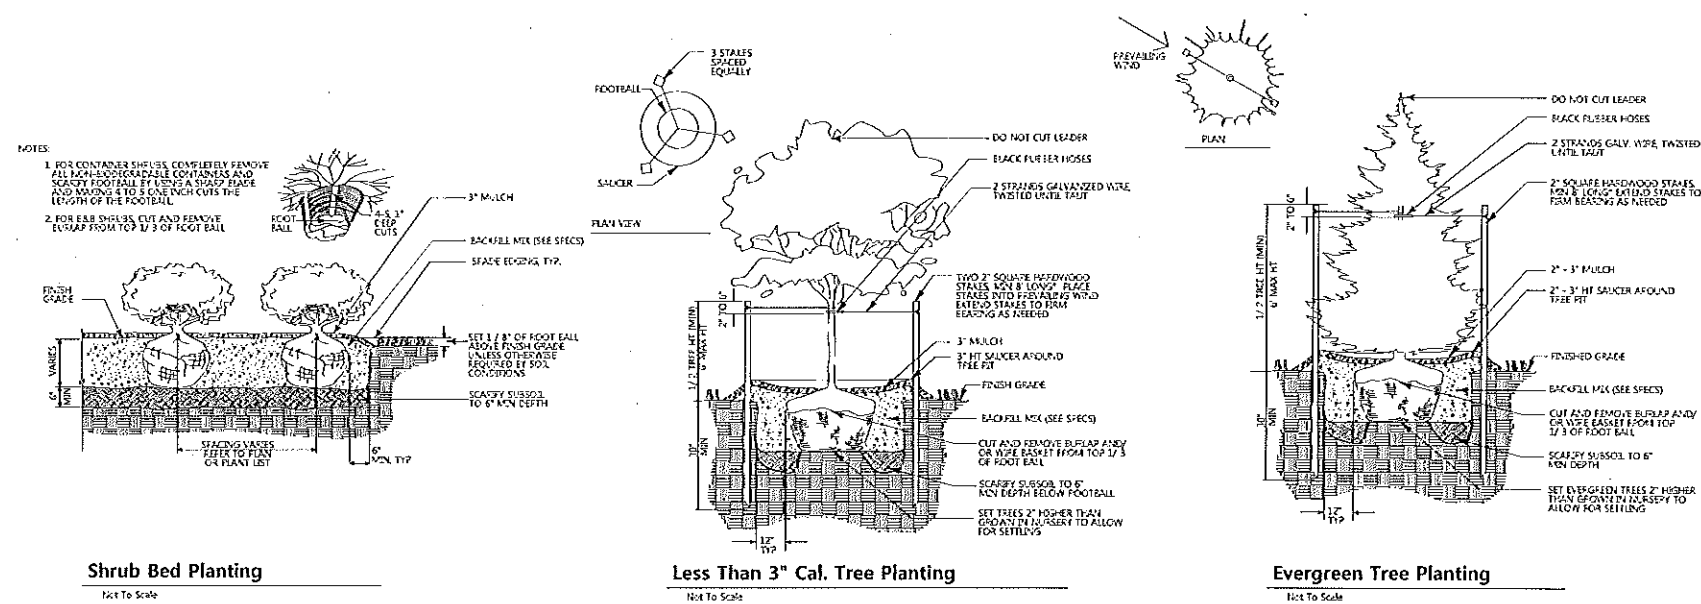 NOTES:
1. FOR CONTAINER SHRUBS, COMPLETELY REMOVE
ALL NON-BIODEGRADABLE CONTAINERS AND
SCARIFY ROOTBALL BY USING A SHARP BLADE
AND MAKING 4 TO 5 ONE INCH CUTS THE
LENGTH OF THE ROOTBALL.
2. FOR B&B SHRUBS, CUT AND REMOVE
BURLAP FROM TOP 1/3 OF ROOT BALL
ROOT
BALL
4-5, 1"
DEEP
CUTS
3" MULCH
BACKFILL MIX (SEE SPECS)
SPADE EDGING, TYP.
FINISH
GRADE
SET 1/8" OF ROOT BALL
ABOVE FINISH GRADE
UNLESS OTHERWISE
REQUIRED BY SOIL
CONDITIONS
SCARIFY SUBSOIL
TO 6" MIN DEPTH
VARIES
6"
MIN
SPACING VARIES
REFER TO PLAN
OR PLANT LIST
6"
MIN. TYP.
Shrub Bed Planting
Not To Scale
3 STAKES
SPACED
EQUALLY
ROOTBALL
SAUCER
PLAN VIEW
DO NOT CUT LEADER
BLACK RUBBER HOSES
2 STRANDS GALVANIZED WIRE,
TWISTED UNTIL TAUT
TWO 2" SQUARE HARDWOOD
STAKES, MIN 8' LONG". PLACE
STAKES INTO PREVAILING WIND
EXTEND STAKES TO FIRM
BEARING AS NEEDED
3" MULCH
3" HT SAUCER AROUND
TREE PIT
FINISH GRADE
BACKFILL MIX (SEE SPECS)
CUT AND REMOVE BURLAP AND/
OR WIRE BASKET FROM TOP 1/3
OF ROOT BALL
SCARIFY SUBSOIL TO 6"
MIN DEPTH BELOW ROOTBALL
SET TREES 2" HIGHER THAN
GROWN IN NURSERY TO ALLOW
FOR SETTLING
2" TO 6"
1/2 TREE HT (MIN)
6' MAX HT
MIN
12"
TYP
Less Than 3" Cal. Tree Planting
Not To Scale
PREVAILING
WIND
PLAN
DO NOT CUT LEADER
BLACK RUBBER HOSES
2 STRANDS GALV. WIRE, TWISTED
UNTIL TAUT
2" SQUARE HARDWOOD STAKES,
MIN 8' LONG" EXTEND STAKES TO
FIRM BEARING AS NEEDED
2" - 3" MULCH
2" - 3" HT SAUCER AROUND
TREE PIT
FINISHED GRADE
BACKFILL MIX (SEE SPECS)
CUT AND REMOVE BURLAP AND/
OR WIRE BASKET FROM TOP
1/3 OF ROOT BALL
SCARIFY SUBSOIL TO 6"
MIN DEPTH
SET EVERGREEN TREES 2" HIGHER
THAN GROWN IN NURSERY TO
ALLOW FOR SETTLING
2" TO 6"
1/2 TREE HT (MIN)
6' MAX HT
MIN
12"
TYP
Evergreen Tree Planting
Not To Scale